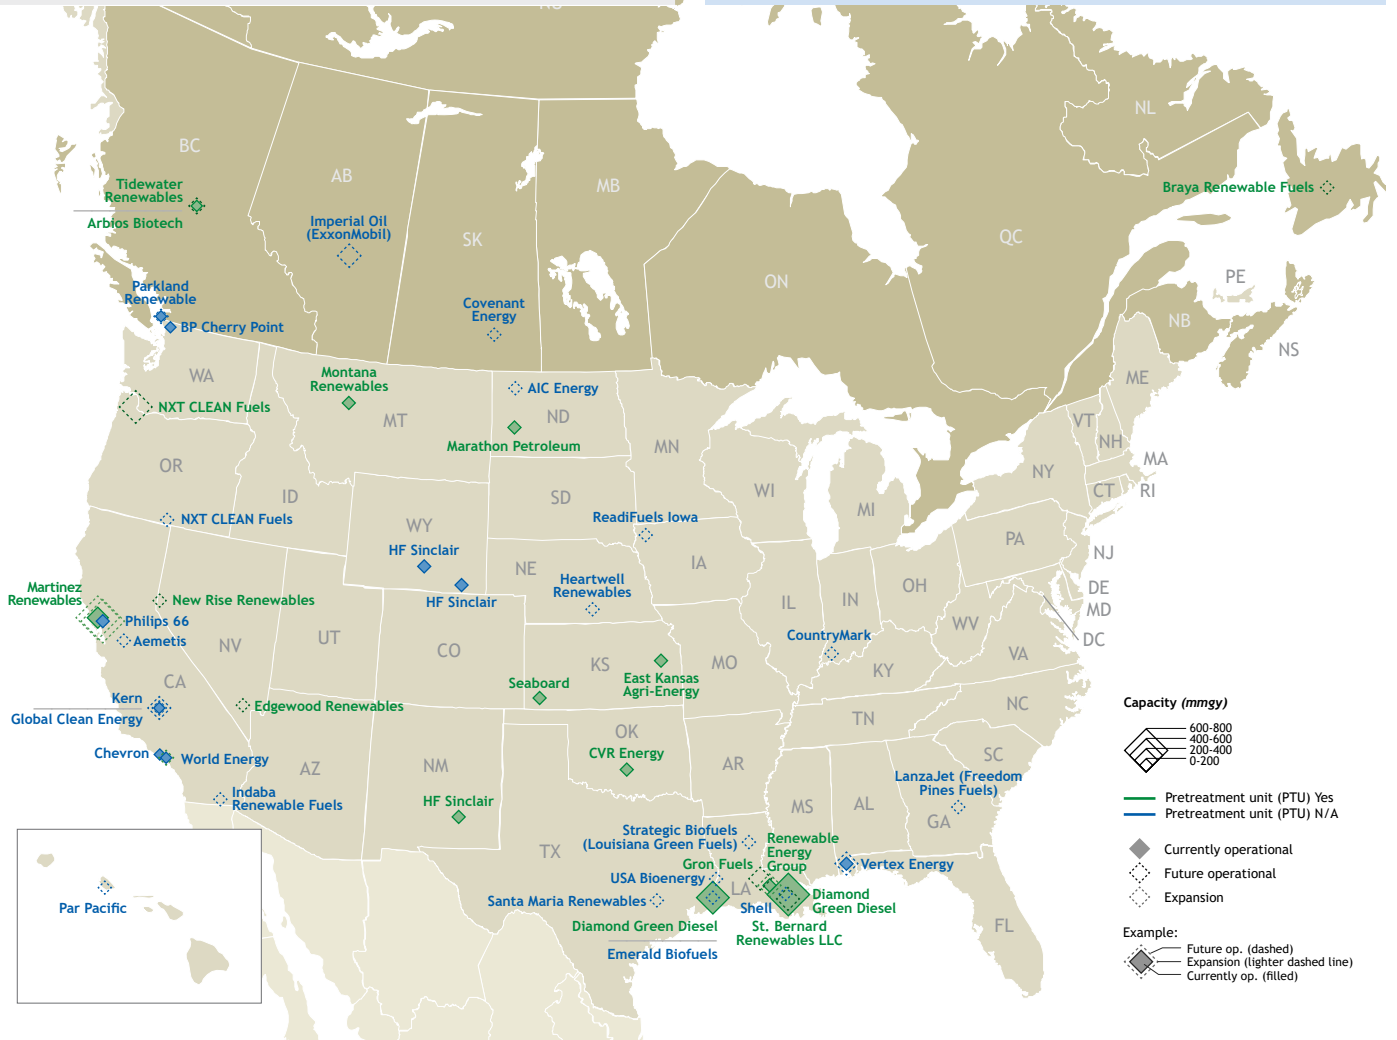 NL
BC
AB
MB
Tidewater
Renewables
Arbios Biotech
Braya Renewable Fuels
Imperial Oil
(ExxonMobil)
SK
QC
ON
PE
Parkland
Renewable
BP Cherry Point
Covenant
Energy
NB
NS
WA
Montana
Renewables
AIC Energy
ME
NXT CLEAN Fuels
MT
ND
Marathon Petroleum
MN
VT
NH
MA
OR
ID
SD
WI
MI
NY
CT
RI
NXT CLEAN Fuels
WY
ReadiFuels Iowa
PA
NJ
HF Sinclair
NE
IA
HF Sinclair
Heartwell
Renewables
OH
DE
MD
DC
Martinez
Renewables
New Rise Renewables
IL
IN
WV
Philips 66
Aemetis
NV
UT
CO
KS
MO
CountryMark
KY
VA
CA
Kern
Global Clean Energy
Seaboard
East Kansas
Agri-Energy
Edgewood Renewables
NC
TN
OK
Chevron
World Energy
AZ
NM
CVR Energy
AR
SC
Indaba
Renewable Fuels
HF Sinclair
MS
AL
LanzaJet (Freedom
Pines Fuels)
GA
TX
Strategic Biofuels
(Louisiana Green Fuels)
Renewable
Energy
Group
Gron Fuels
Vertex Energy
USA Bioenergy
LA
Santa Maria Renewables
Shell
Diamond
Green Diesel
Par Pacific
Diamond Green Diesel
Emerald Biofuels
St. Bernard
Renewables LLC
FL
Capacity (mmgy)
600-800
400-600
200-400
0-200
Pretreatment unit (PTU) Yes
Pretreatment unit (PTU) N/A
Currently operational
Future operational
Expansion
Example:
Future op. (dashed)
Expansion (lighter dashed line)
Currently op. (filled)